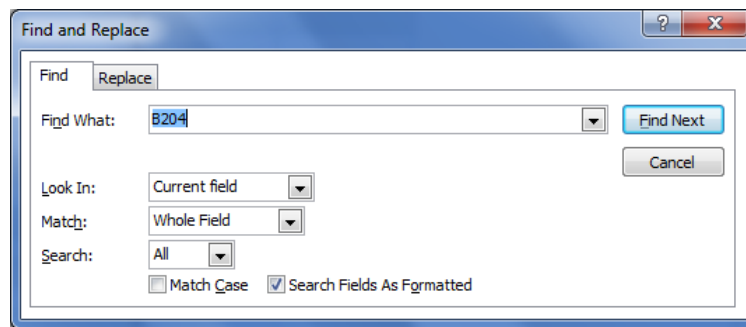 Find and Replace
Find Replace
Find What: B204 Find Next
Cancel
Look In: Current field
Match: Whole Field
Search: All
Match Case Search Fields As Formatted